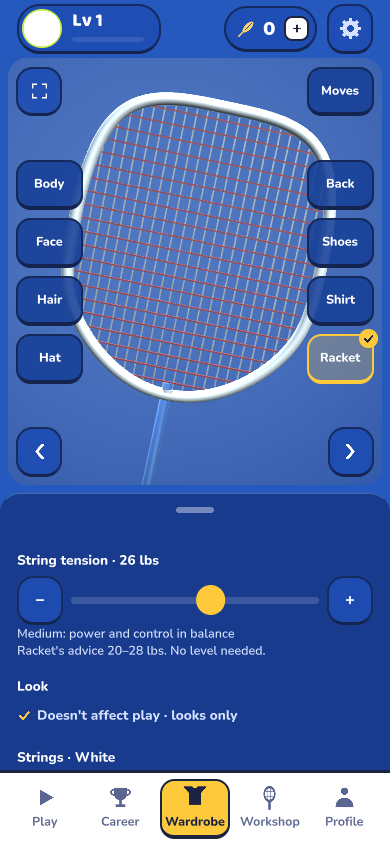 Lv 1
0
+
Moves
Body
Back
Face
Shoes
Hair
Shirt
Hat
Racket
String tension · 26 lbs
−
+
Medium: power and control in balance
Racket's advice 20–28 lbs. No level needed.
Look
Doesn't affect play · looks only
Strings · White
Play
Career
Wardrobe
Workshop
Profile